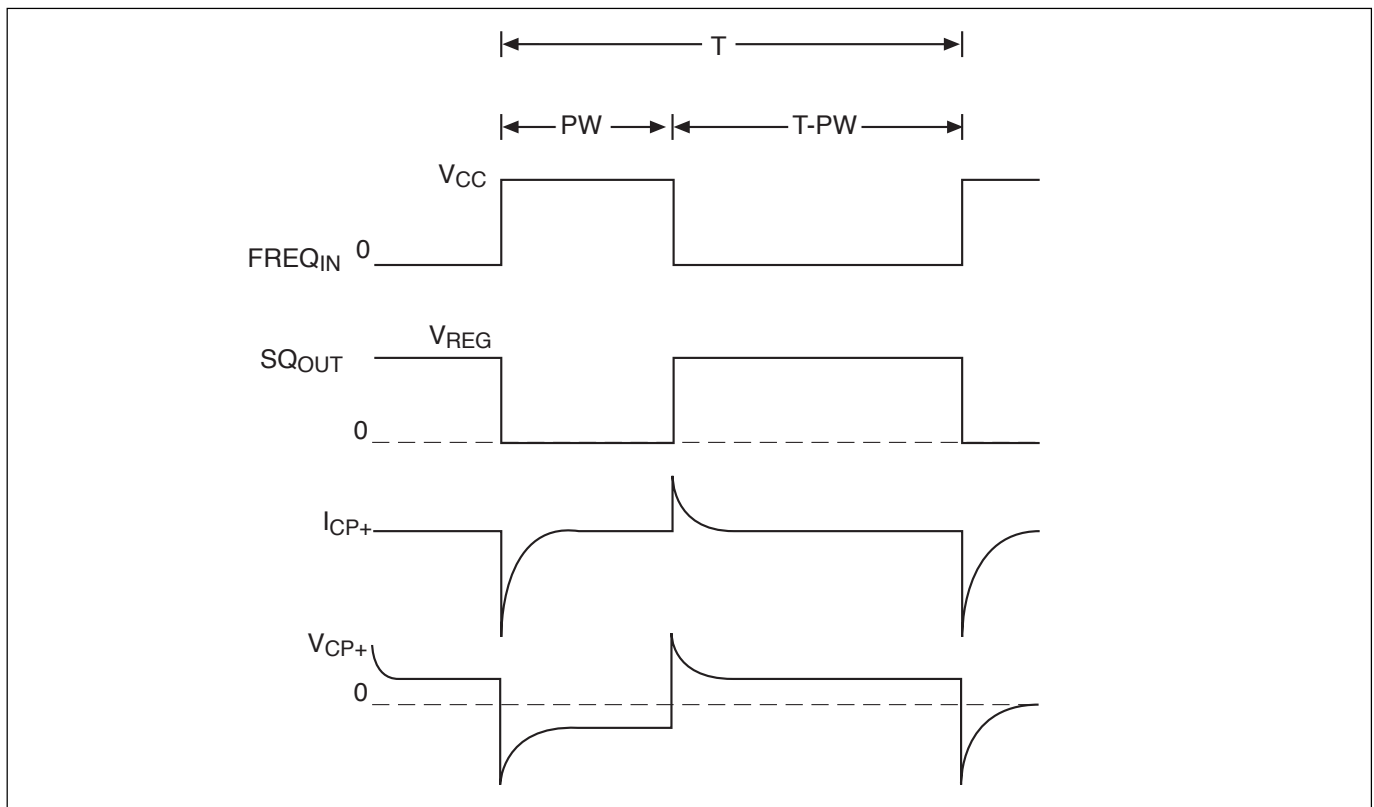 T
PW
T-PW
VCC
0
FREQIN
VREG
SQOUT
0
ICP+
VCP+
0